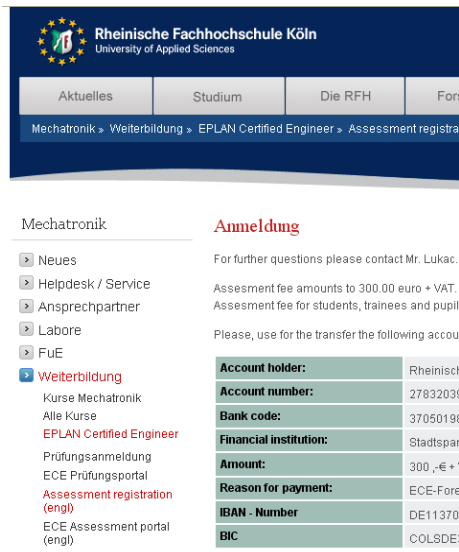 Rheinische Fachhochschule Köln
University of Applied Sciences
Aktuelles
Studium
Die RFH
Mechatronik » Weiterbildung » EPLAN Certified Engineer » Assessment
Mechatronik
Neues
Helpdesk / Service
Ansprechpartner
Labore
FuE
Weiterbildung
Kurse Mechatronik
Alle Kurse
EPLAN Certified Engineer
Prüfungsanmeldung
ECE Prüfungsportal
Assessment registration
(engl)
ECE Assessment portal
(engl)
Anmeldung
For further questions please contact Mr. Lukac.
Assesment fee amounts to 300.00 euro + VAT.
Assesment fee for students, trainees and
Please, use for the transfer the following
Account holder:
Account number: 2783203
Bank code: 37050198
Financial institution:
Amount: 300 ,-€ +
Reason for payment:
IBAN - Number DE11370
BIC